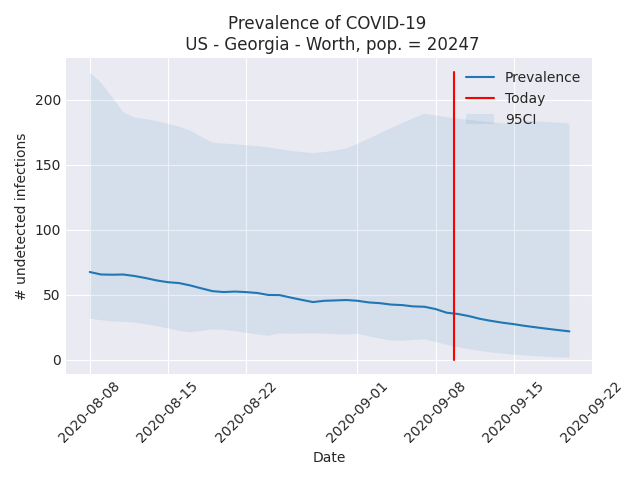 Prevalence of COVID-19
US - Georgia - Worth, pop. = 20247
Prevalence
Today
95CI
200
150
100
50
0
# undetected infections
2020-08-08
2020-08-15
2020-08-22
2020-09-01
2020-09-08
2020-09-15
2020-09-22
Date